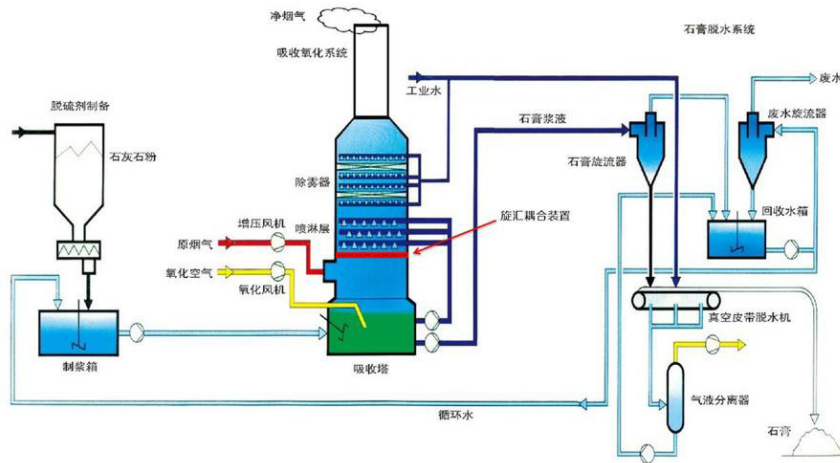 净烟气
石膏脱水系统
吸收氧化系统
废水
工业水
脱硫剂制备
石膏浆液
废水旋流器
石灰石粉
石膏旋流器
除雾器
旋汇耦合装置
回收水箱
增压风机
喷淋层
原烟气
氧化空气
氧化风机
真空皮带脱水机
制浆箱
吸收塔
气液分离器
循环水
石膏